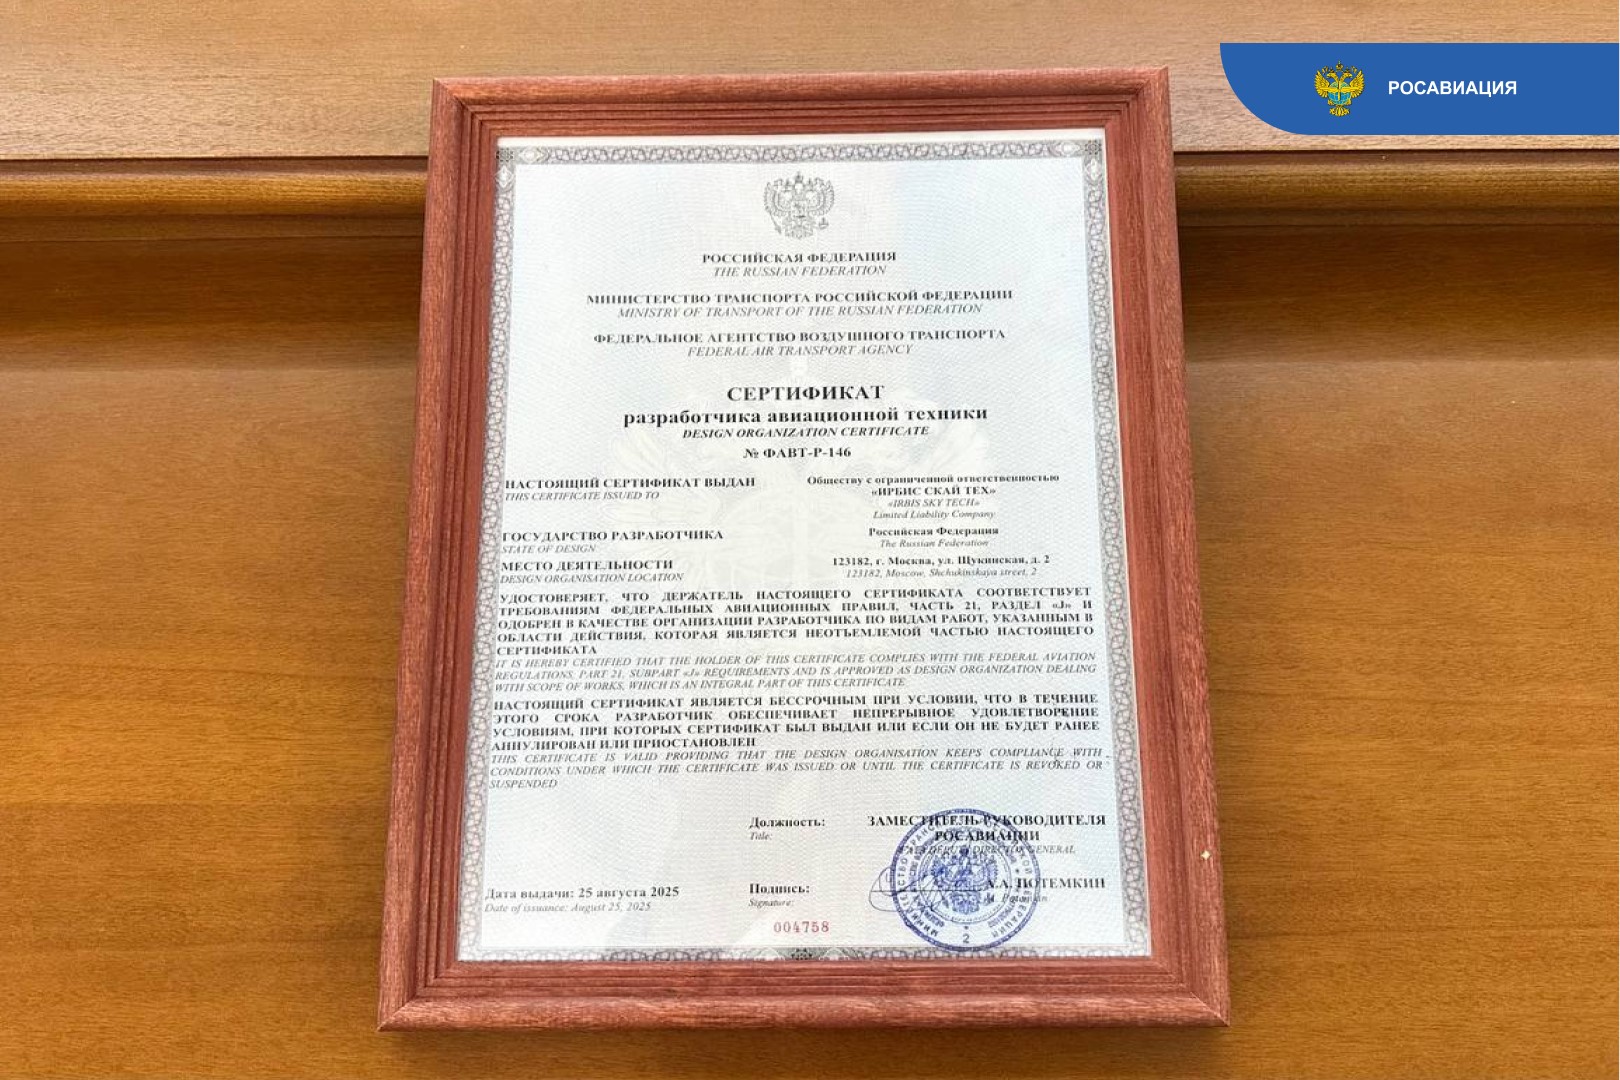 РОСАВИАЦИЯ
РОССИЙСКАЯ ФЕДЕРАЦИЯ
THE RUSSIAN FEDERATION
МИНИСТЕРСТВО ТРАНСПОРТА РОССИЙСКОЙ ФЕДЕРАЦИИ
MINISTRY OF TRANSPORT OF THE RUSSIAN FEDERATION
ФЕДЕРАЛЬНОЕ АГЕНТСТВО ВОЗДУШНОГО ТРАНСПОРТА
FEDERAL AIR TRANSPORT AGENCY
СЕРТИФИКАТ
разработчика авиационной техники
DESIGN ORGANIZATION CERTIFICATE
№ ФАВТ-Р-146
НАСТОЯЩИЙ СЕРТИФИКАТ ВЫДАН
THIS CERTIFICATE ISSUED TO
Обществу с ограниченной ответственностью
«ИРБИС СКАЙ ТЕХ»
«IRBIS SKY TECH»
Limited Liability Company
ГОСУДАРСТВО РАЗРАБОТЧИКА
STATE OF DESIGN
Российская Федерация
The Russian Federation
МЕСТО ДЕЯТЕЛЬНОСТИ
DESIGN ORGANISATION LOCATION
123182, г. Москва, ул. Щукинская, д. 2
123182, Moscow, Shchukinskaya street, 2
УДОСТОВЕРЯЕТ, ЧТО ДЕРЖАТЕЛЬ НАСТОЯЩЕГО СЕРТИФИКАТА СООТВЕТСТВУЕТ
ТРЕБОВАНИЯМ ФЕДЕРАЛЬНЫХ АВИАЦИОННЫХ ПРАВИЛ, ЧАСТЬ 21, РАЗДЕЛ «J» И
ОДОБРЕН В КАЧЕСТВЕ ОРГАНИЗАЦИИ РАЗРАБОТЧИКА ПО ВИДАМ РАБОТ, УКАЗАННЫМ В
ОБЛАСТИ ДЕЙСТВИЯ, КОТОРАЯ ЯВЛЯЕТСЯ НЕОТЪЕМЛЕМОЙ ЧАСТЬЮ НАСТОЯЩЕГО
СЕРТИФИКАТА
IT IS HEREBY CERTIFIED THAT THE HOLDER OF THIS CERTIFICATE COMPLIES WITH THE FEDERAL AVIATION
REGULATIONS, PART 21, SUBPART «J» REQUIREMENTS AND IS APPROVED AS DESIGN ORGANIZATION DEALING
WITH SCOPE OF WORKS, WHICH IS AN INTEGRAL PART OF THIS CERTIFICATE
НАСТОЯЩИЙ СЕРТИФИКАТ ЯВЛЯЕТСЯ БЕССРОЧНЫМ ПРИ УСЛОВИИ, ЧТО В ТЕЧЕНИЕ
ЭТОГО СРОКА РАЗРАБОТЧИК ОБЕСПЕЧИВАЕТ НЕПРЕРЫВНОЕ УДОВЛЕТВОРЕНИЕ
УСЛОВИЯМ, ПРИ КОТОРЫХ СЕРТИФИКАТ БЫЛ ВЫДАН ИЛИ ЕСЛИ ОН НЕ БУДЕТ РАНЕЕ
АННУЛИРОВАН ИЛИ ПРИОСТАНОВЛЕН
THIS CERTIFICATE IS VALID PROVIDING THAT THE DESIGN ORGANISATION KEEPS COMPLIANCE WITH
CONDITIONS UNDER WHICH THE CERTIFICATE WAS ISSUED OR UNTIL THE CERTIFICATE IS REVOKED OR
SUSPENDED
Должность:
Title:
ЗАМЕСТИТЕЛЬ РУКОВОДИТЕЛЯ
РОСАВИАЦИИ
DEPUTY DIRECTOR GENERAL
Дата выдачи: 25 августа 2025
Date of issuance: August 25, 2025
Подпись:
Signature:
А.А. ПОТЕМКИН
Potemkin
004758
2